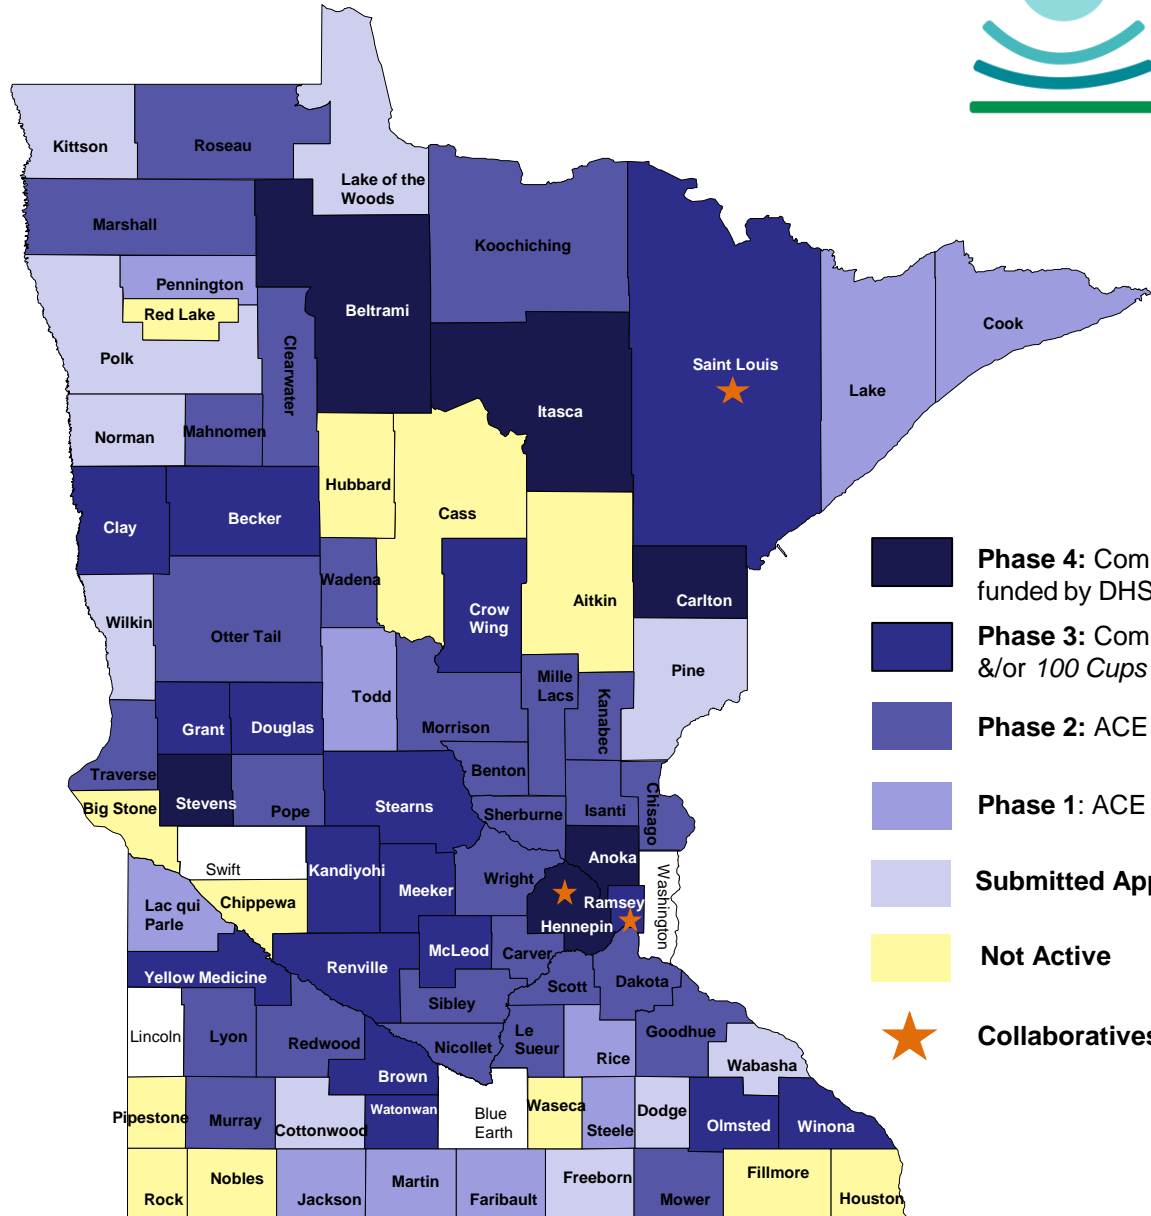 Kittson
Roseau
Lake of the
Woods
Marshall
Koochiching
Pennington
Red Lake
Beltrami
Cook
Polk
Clearwater
Saint Louis
Lake
Itasca
Norman
Mahnomen
Hubbard
Cass
Clay
Becker
Wadena
Crow
Wing
Aitkin
Carlton
Wilkin
Otter Tail
Pine
Mille
Lacs
Kanabec
Todd
Morrison
Grant
Douglas
Traverse
Benton
Big Stone
Stevens
Pope
Stearns
Sherburne
Isanti
Chisago
Swift
Kandiyohi
Meeker
Wright
Anoka
Washington
Lac qui
Parle
Chippewa
Ramsey
Hennepin
McLeod
Carver
Yellow Medicine
Renville
Sibley
Scott
Dakota
Lincoln
Lyon
Redwood
Nicollet
Le
Sueur
Rice
Goodhue
Wabasha
Brown
Pipestone
Murray
Cottonwood
Watonwan
Blue
Earth
Waseca
Steele
Dodge
Olmsted
Winona
Rock
Nobles
Jackson
Martin
Faribault
Freeborn
Mower
Fillmore
Houston
Phase 4: Com
funded by DHS
Phase 3: Com
&/or 100 Cups
Phase 2: ACE
Phase 1: ACE
Submitted App
Not Active
Collaboratives